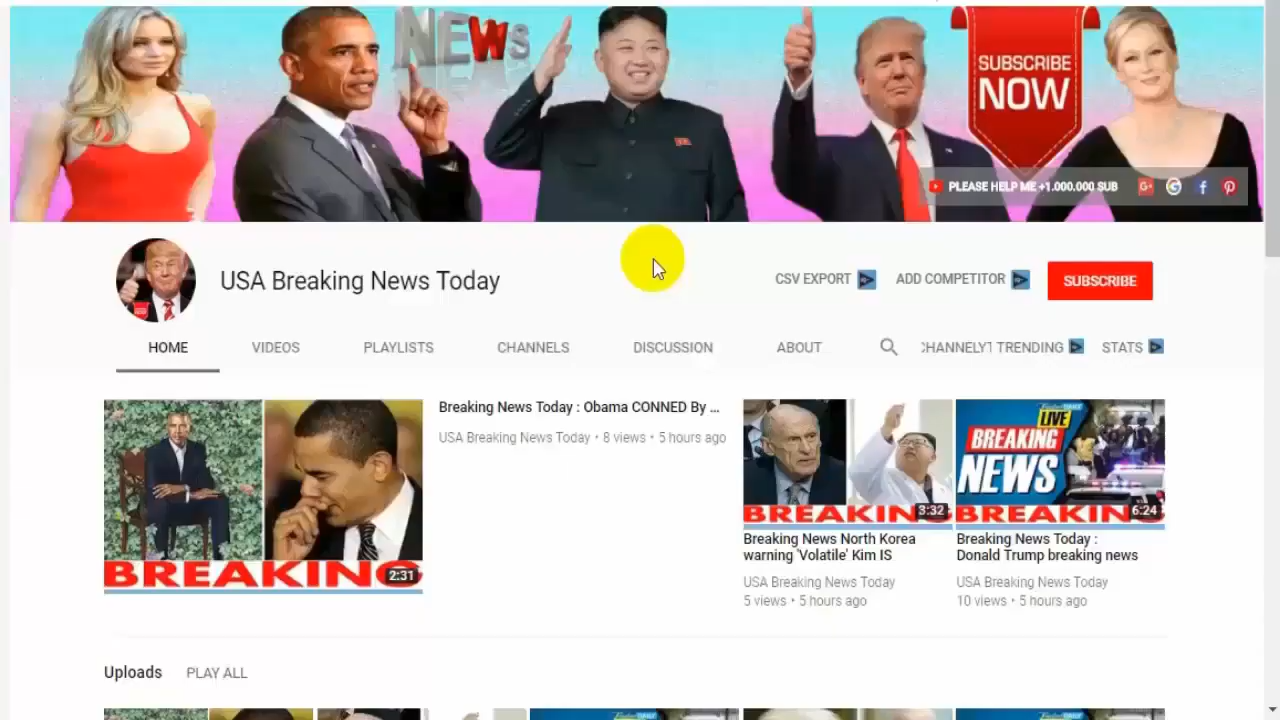 NEWS
SUBSCRIBE
NOW
PLEASE HELP ME +1.000.000 SUB
USA Breaking News Today
CSV EXPORT
ADD COMPETITOR
SUBSCRIBE
HOME
VIDEOS
PLAYLISTS
CHANNELS
DISCUSSION
ABOUT
CHANNELYT TRENDING
STATS
BREAKING
2:31
Breaking News Today : Obama CONNED By ...
USA Breaking News Today • 8 views • 5 hours ago
BREAKIN
3:32
Breaking News North Korea
warning 'Volatile' Kim IS
USA Breaking News Today
5 views • 5 hours ago
LIVE
BREAKING
NEWS
BREAKIN
6:24
Breaking News Today :
Donald Trump breaking news
USA Breaking News Today
10 views • 5 hours ago
Uploads
PLAY ALL